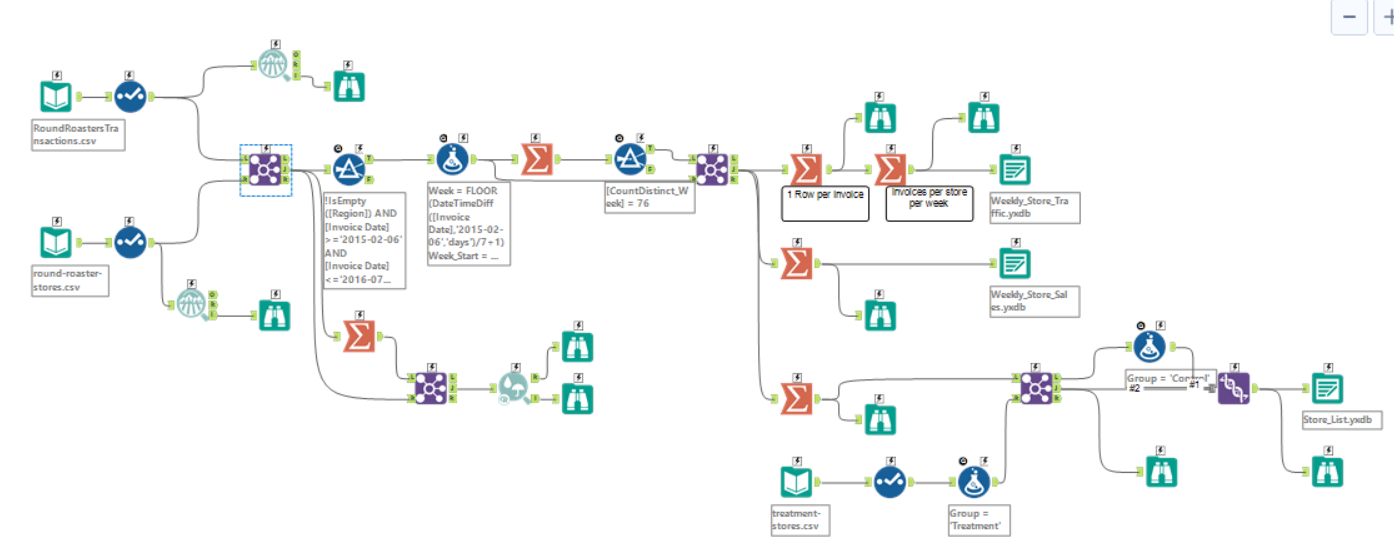 RoundRoastersTra
nsactions.csv
!IsEmpty
([Region]) AND
[Invoice Date]
>='2015-02-06'
AND
[Invoice Date]
<='2016-07...
Week = FLOOR
(DateTimeDiff
([Invoice
Date],'2015-02-
06','days')/7+1)
Week_Start = ...
[CountDistinct_W
eek] = 76
1 Row per Invoice
Invoices per store
per week
Weekly_Store_Tra
ffic.yxdb
round-roaster-
stores.csv
Weekly_Store_Sal
es.yxdb
Group = 'Control'
#1
#2
Store_List.yxdb
treatment-
stores.csv
Group =
'Treatment'